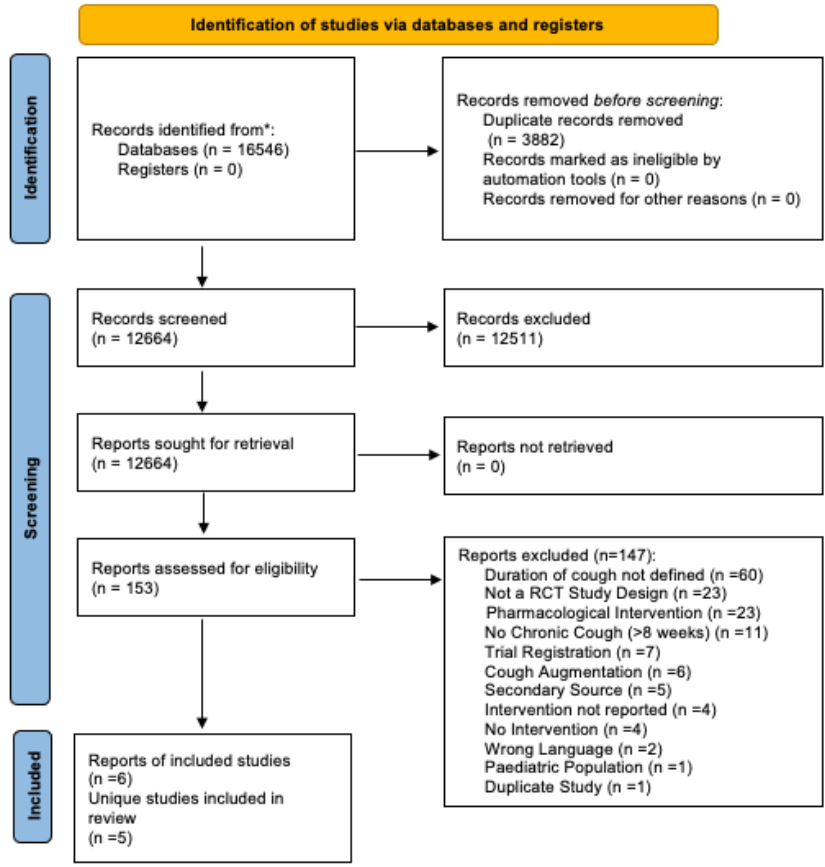 Identification of studies via databases and registers
Identification
Records identified from*:
Databases (n = 16546)
Registers (n = 0)
Records removed before screening:
Duplicate records removed
(n = 3882)
Records marked as ineligible by
automation tools (n = 0)
Records removed for other reasons (n = 0)
Screening
Records screened
(n = 12664)
Records excluded
(n = 12511)
Reports sought for retrieval
(n = 12664)
Reports not retrieved
(n = 0)
Reports assessed for eligibility
(n = 153)
Reports excluded (n=147):
Duration of cough not defined (n =60)
Not a RCT Study Design (n =23)
Pharmacological Intervention (n =23)
No Chronic Cough (>8 weeks) (n =11)
Trial Registration (n =7)
Cough Augmentation (n =6)
Secondary Source (n =5)
Intervention not reported (n =4)
No Intervention (n =4)
Wrong Language (n =2)
Paediatric Population (n =1)
Duplicate Study (n =1)
Included
Reports of included studies
(n =6)
Unique studies included in
review
(n =5)